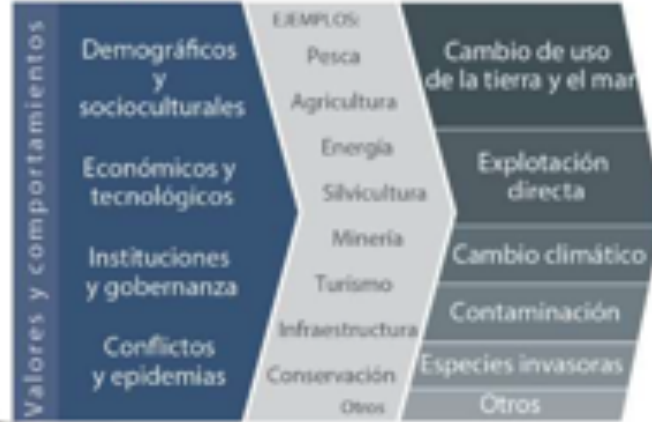 Valores y comportamientos
Demográficos
y
socioculturales
Económicos y
tecnológicos
Instituciones
y gobernanza
Conflictos
y epidemias
EJEMPLOS:
Pesca
Agricultura
Energía
Silvicultura
Minería
Turismo
Infraestructura
Conservación
Otros
Cambio de uso
de la tierra y el mar
Explotación
directa
Cambio climático
Contaminación
Especies invasoras
Otros